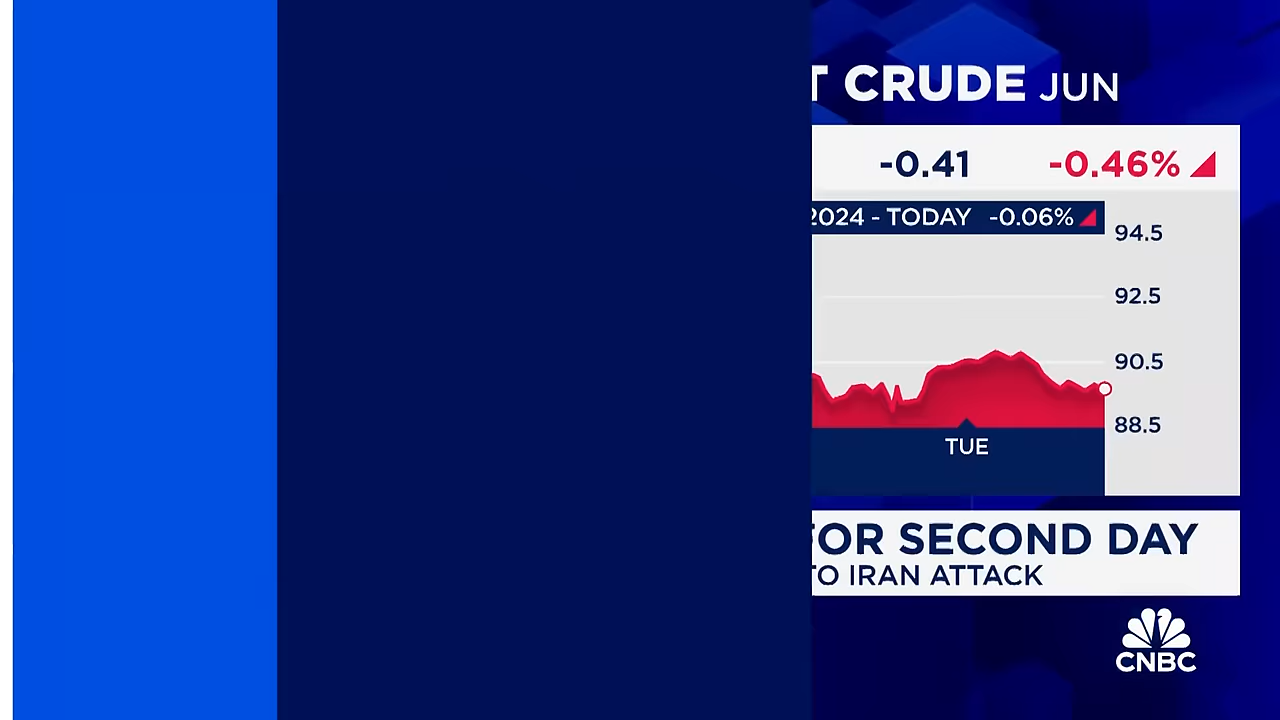 T CRUDE JUN
-0.41 -0.46%
2024 - TODAY -0.06%
94.5
92.5
90.5
88.5
TUE
FOR SECOND DAY
TO IRAN ATTACK
CNBC